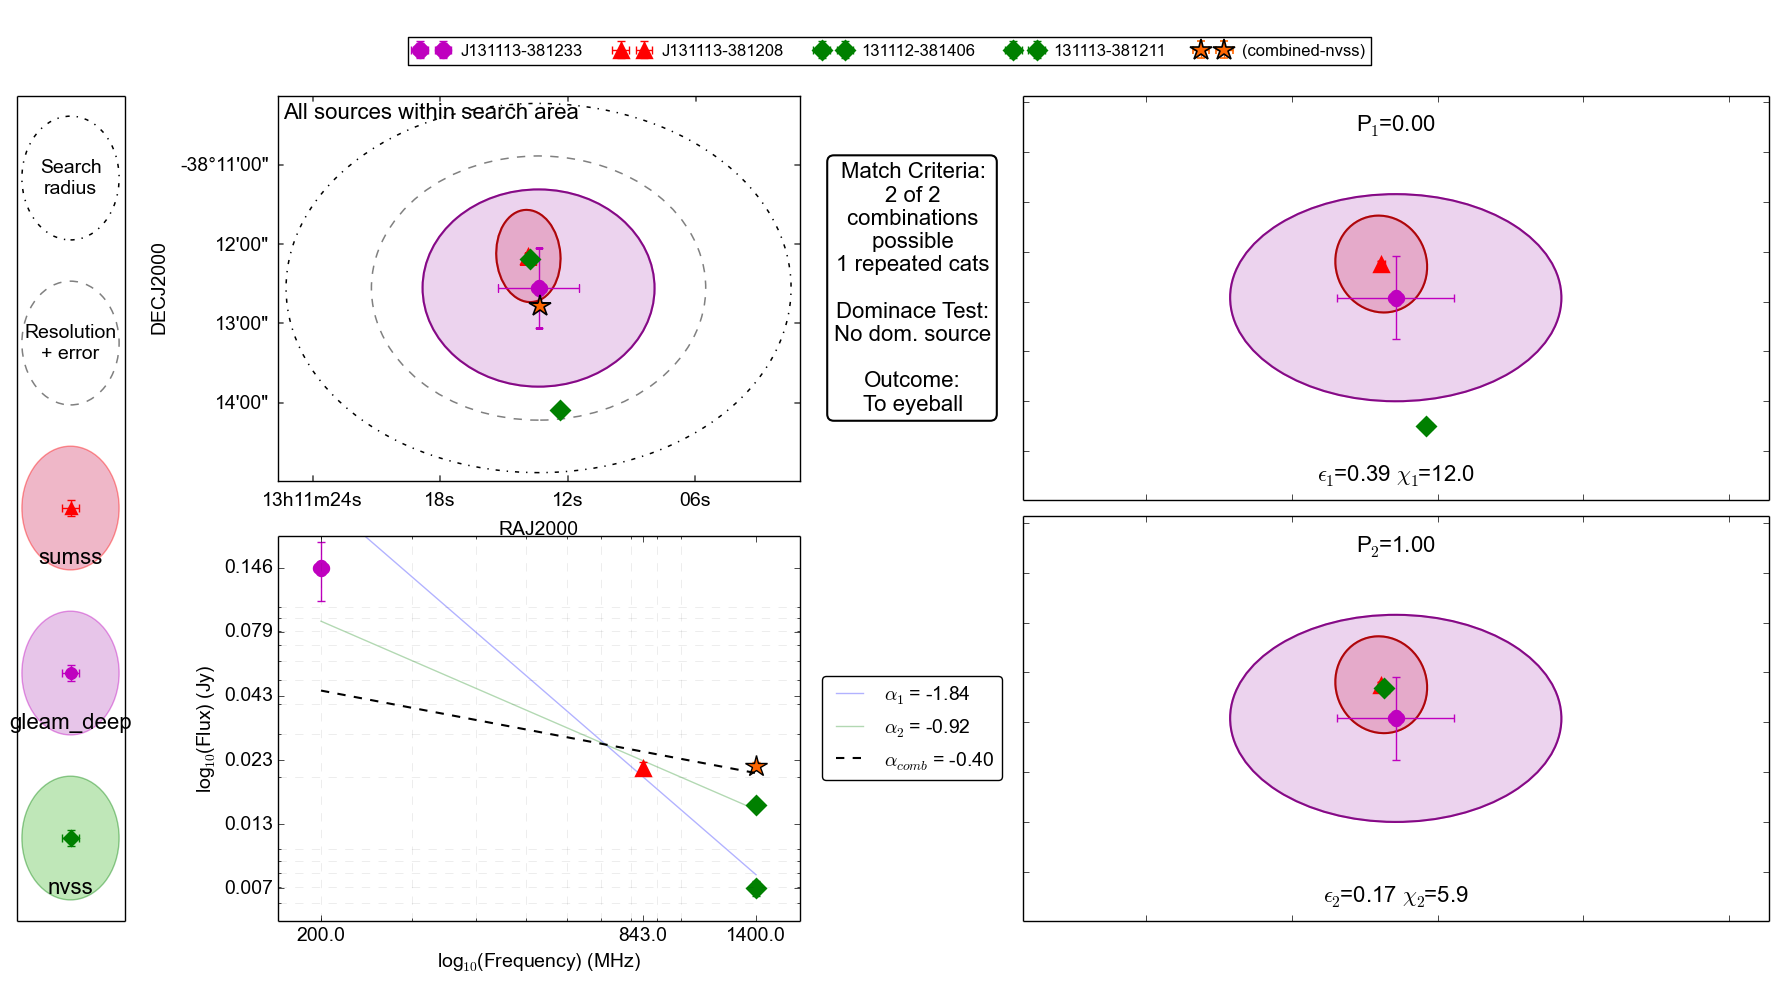 J131113-381233
J131113-381208
131112-381406
131113-381211
(combined-nvss)
Search
radius
Resolution
+ error
sumss
gleam_deep
nvss
All sources within search area
DECJ2000
-38°11'00"
12'00"
13'00"
14'00"
13h11m24s
18s
12s
06s
RAJ2000
Match Criteria:
2 of 2
combinations
possible
1 repeated cats
Dominace Test:
No dom. source
Outcome:
To eyeball
P1=0.00
ϵ1=0.39 χ1=12.0
P2=1.00
ϵ2=0.17 χ2=5.9
log10(Flux) (Jy)
0.146
0.079
0.043
0.023
0.013
0.007
200.0
843.0
1400.0
log10(Frequency) (MHz)
α1 = -1.84
α2 = -0.92
αcomb = -0.40